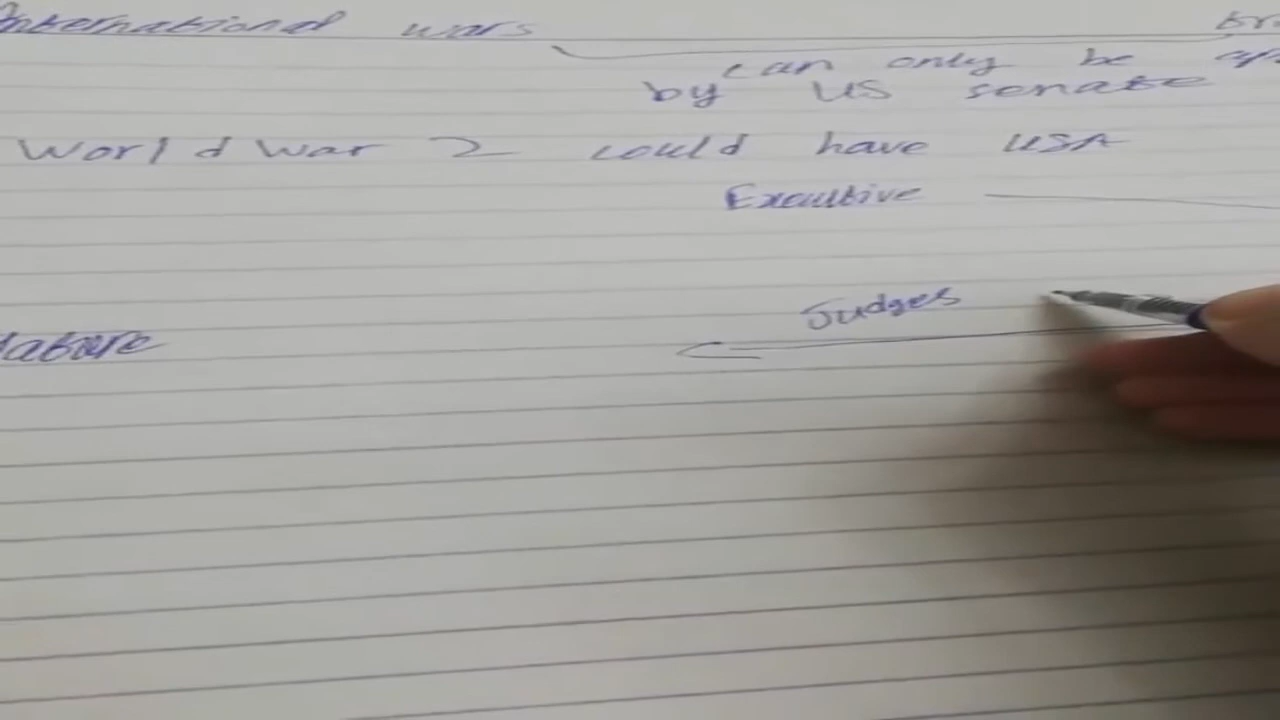 International wars
can only be
by US senate
World War 2 could have USA
Executive
Judges